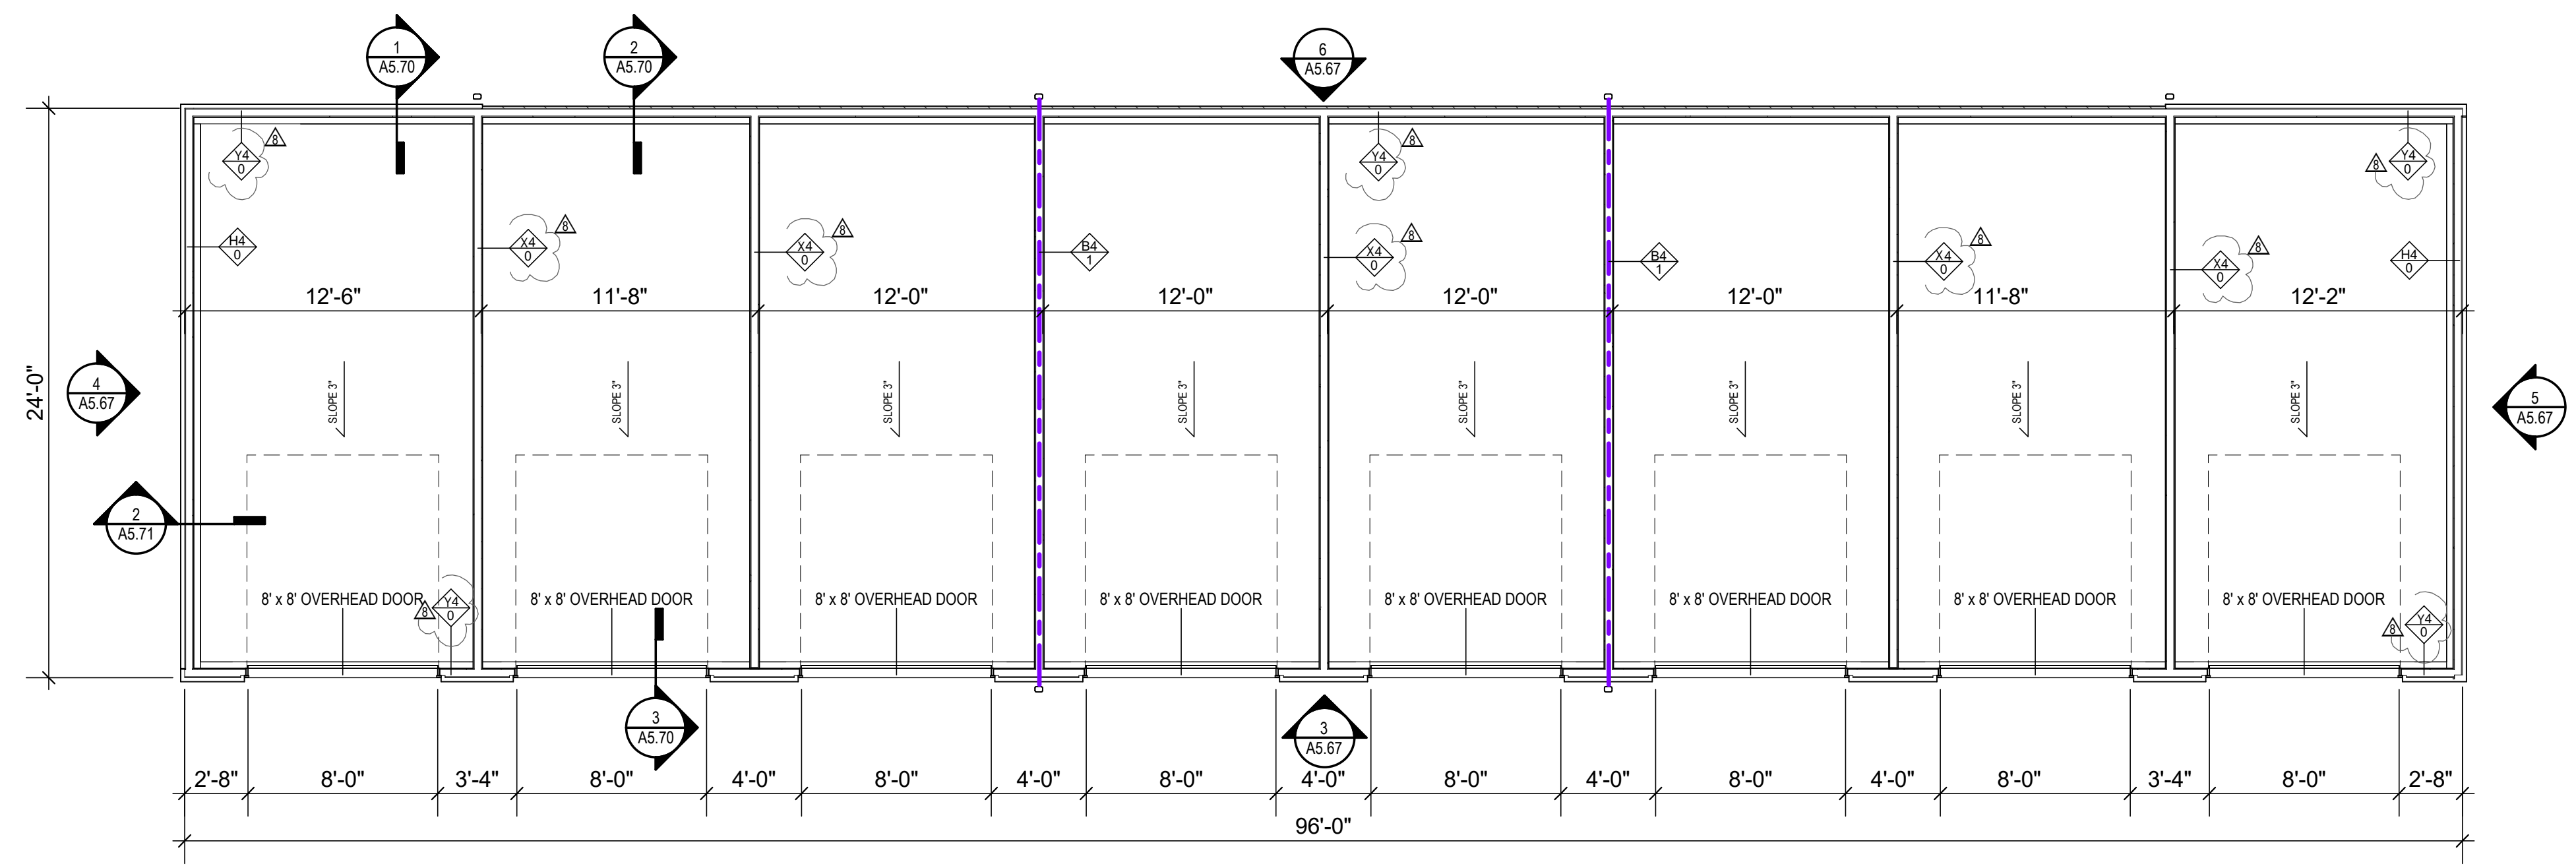 1
A5.70
2
A5.70
6
A5.67
8
Y4
0
8
Y4
0
8
Y4
0
H4
0
8
X4
0
8
X4
0
B4
1
8
X4
0
B4
1
8
X4
0
8
X4
0
H4
0
12'-6"
11'-8"
12'-0"
12'-0"
12'-0"
12'-0"
11'-8"
12'-2"
24'-0"
4
A5.67
SLOPE 3"
SLOPE 3"
SLOPE 3"
SLOPE 3"
SLOPE 3"
SLOPE 3"
SLOPE 3"
SLOPE 3"
5
A5.67
2
A5.71
8' x 8' OVERHEAD DOOR
8' x 8' OVERHEAD DOOR
8' x 8' OVERHEAD DOOR
8' x 8' OVERHEAD DOOR
8' x 8' OVERHEAD DOOR
8' x 8' OVERHEAD DOOR
8' x 8' OVERHEAD DOOR
8' x 8' OVERHEAD DOOR
8
Y4
0
8
Y4
0
3
A5.70
3
A5.67
2'-8"
8'-0"
3'-4"
8'-0"
4'-0"
8'-0"
4'-0"
8'-0"
4'-0"
8'-0"
4'-0"
8'-0"
4'-0"
8'-0"
3'-4"
8'-0"
2'-8"
96'-0"